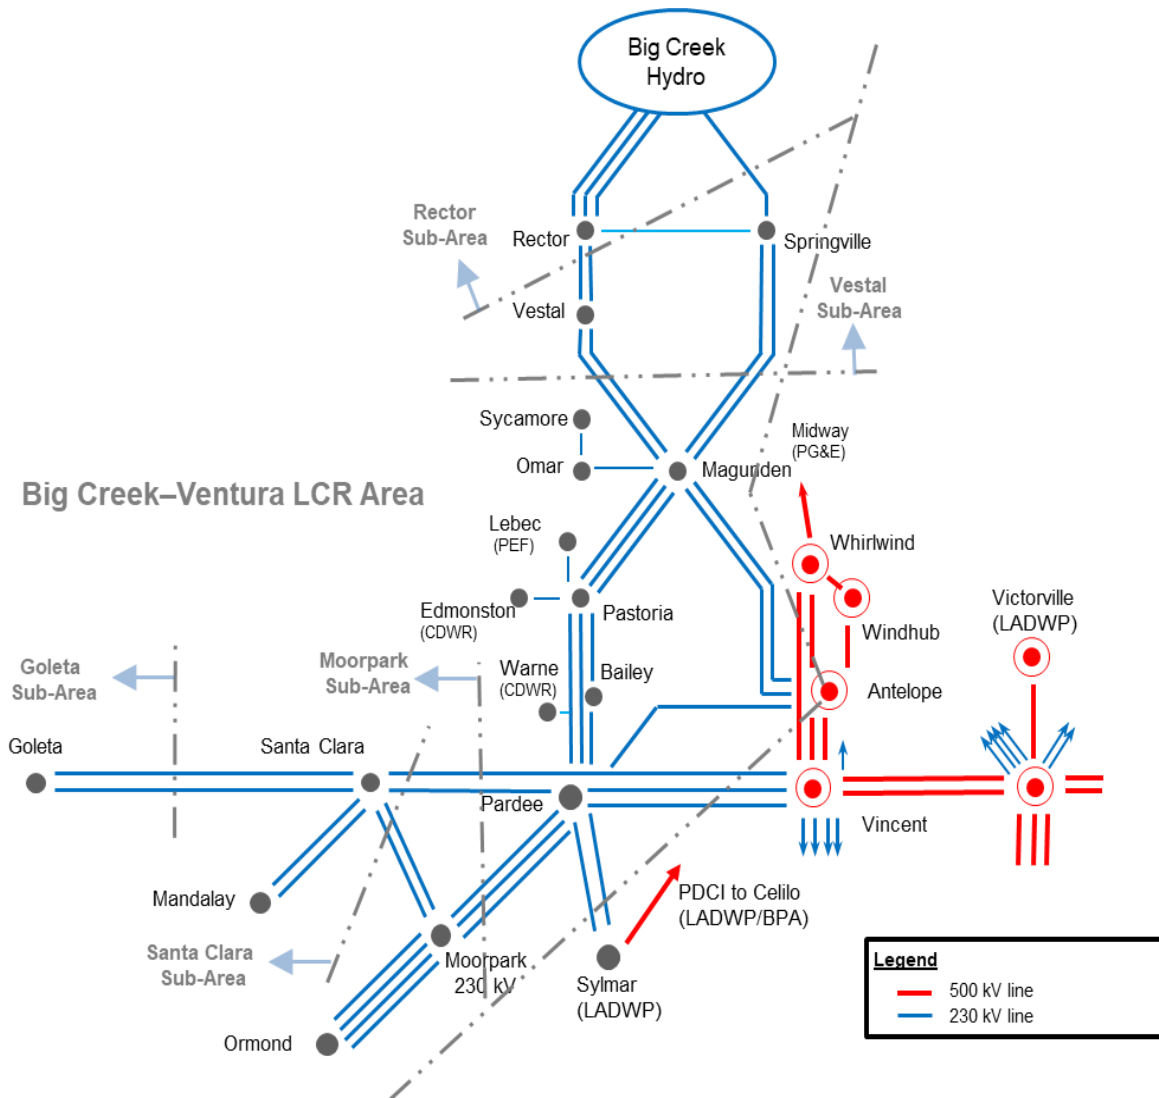 Big Creek
Hydro
Rector
Sub-Area
Rector
Springville
Vestal
Sub-Area
Vestal
Sycamore
Midway
(PG&E)
Omar
Magunden
Big Creek–Ventura LCR Area
Lebec
(PEF)
Whirlwind
Edmonston
(CDWR)
Pastoria
Windhub
Victorville
(LADWP)
Goleta
Sub-Area
Moorpark
Sub-Area
Warne
(CDWR)
Bailey
Antelope
Goleta
Santa Clara
Pardee
Vincent
Mandalay
PDCI to Celilo
(LADWP/BPA)
Santa Clara
Sub-Area
Moorpark
230 kV
Sylmar
(LADWP)
Ormond
Legend
500 kV line
230 kV line